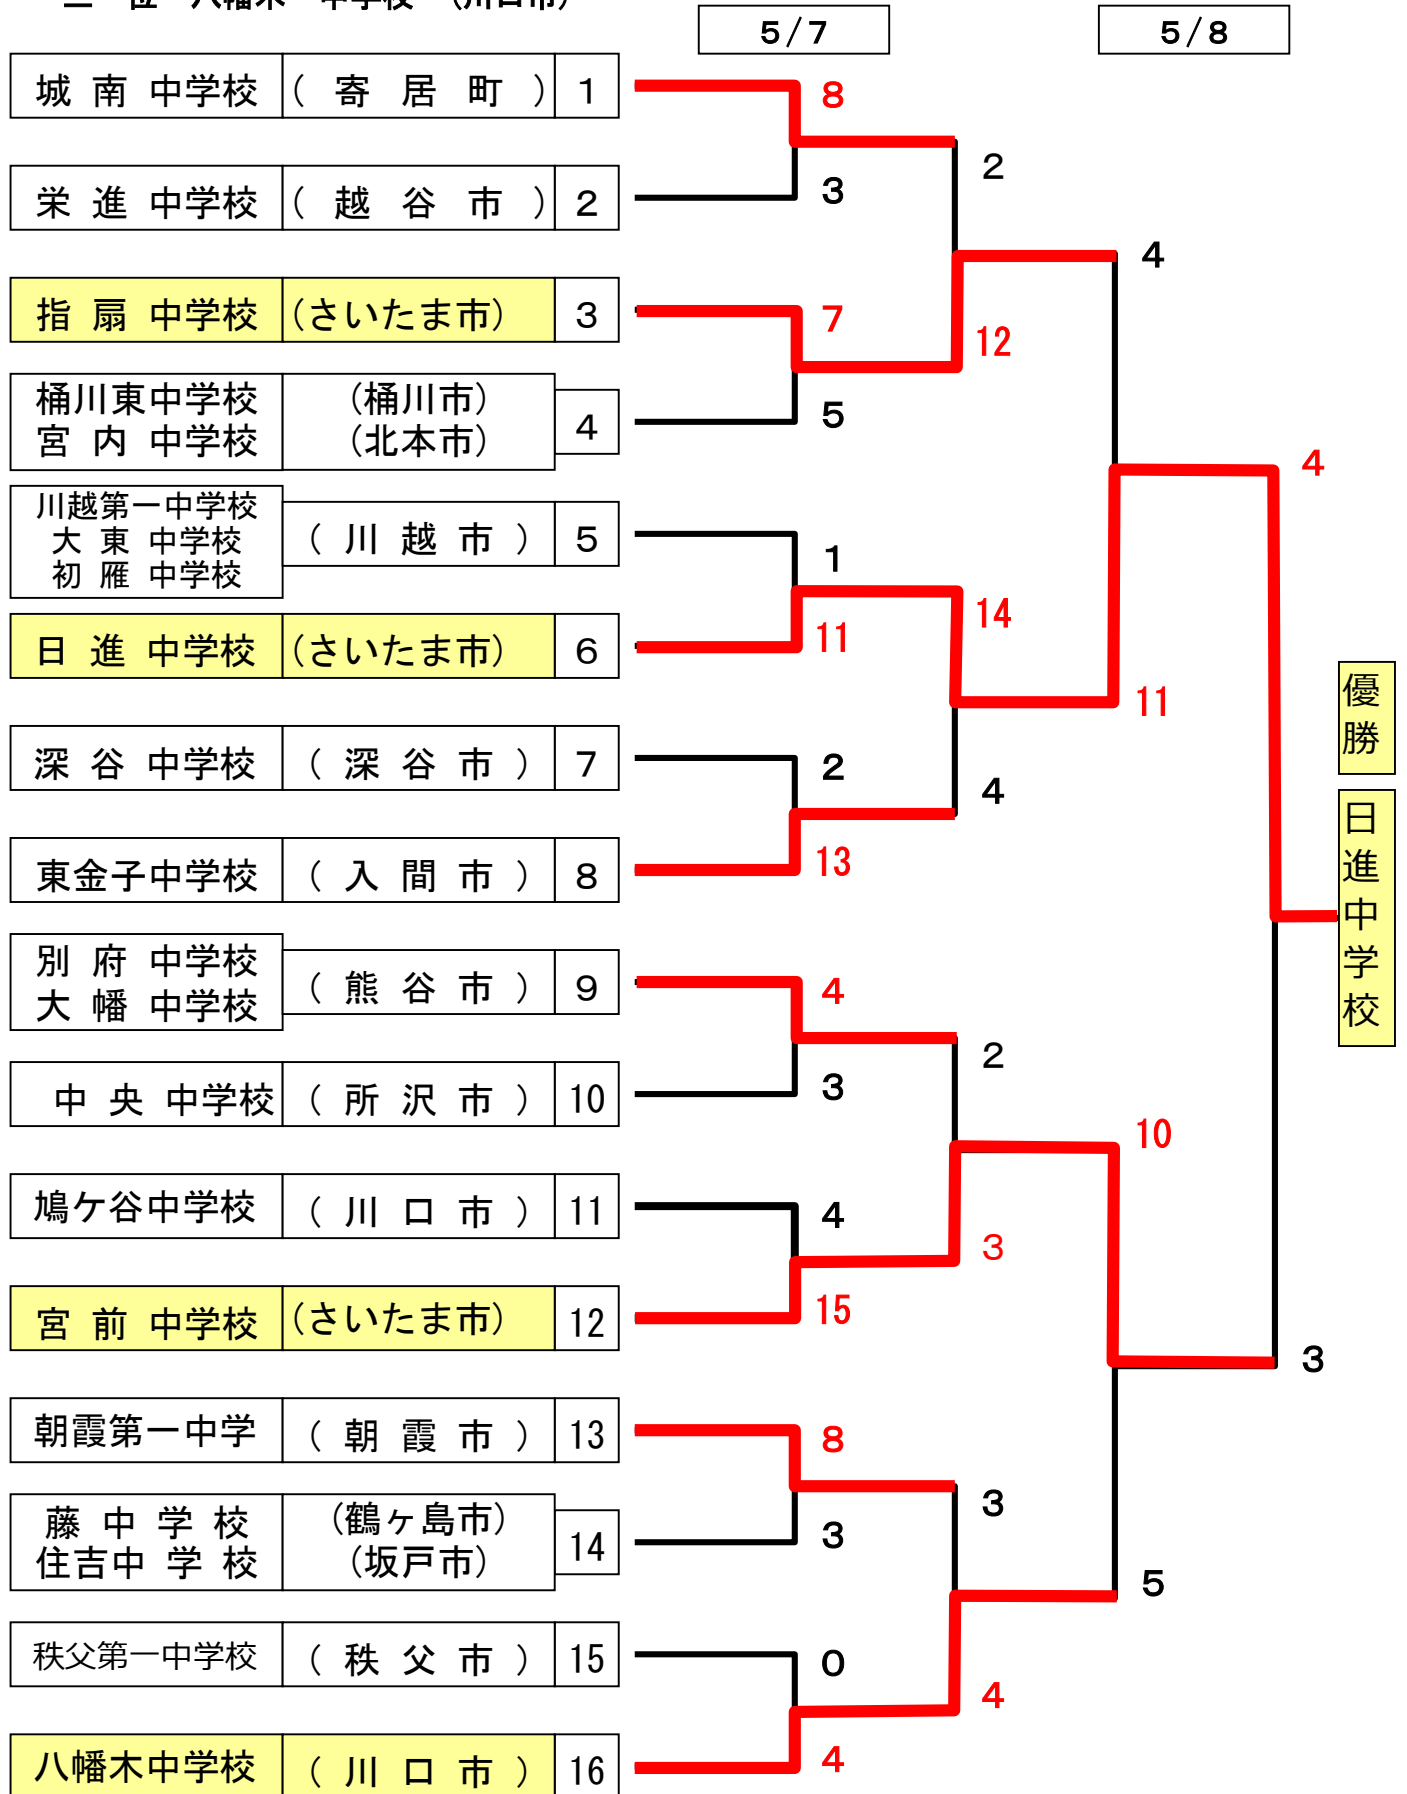 位 八幡木 中学校 (川口市)
5/7 5/8
城 南 中学校 ( 寄 居 町 ) 1
8
2
栄 進 中学校 ( 越 谷 市 ) 2
3
4
指 扇 中学校 (さいたま市) 3
7
12
桶川東中学校 (桶川市)
宮 内 中学校 (北本市) 4
5
4
川越第一中学校
大 東 中学校 ( 川 越 市 ) 5
初 雁 中学校
1
14
日 進 中学校 (さいたま市) 6
11
11
優勝
深 谷 中学校 ( 深 谷 市 ) 7
2
4
日進中学校
東金子中学校 ( 入 間 市 ) 8
13
別 府 中学校
大 幡 中学校 ( 熊 谷 市 ) 9
4
2
中 央 中学校 ( 所 沢 市 ) 10
3
10
鳩ケ谷中学校 ( 川 口 市 ) 11
4
3
宮 前 中学校 (さいたま市) 12
15
3
朝霞第一中学 ( 朝 霞 市 ) 13
8
3
藤 中 学 校 (鶴ヶ島市)
住吉中 学 校 (坂戸市) 14
3
5
秩父第一中学校 ( 秩 父 市 ) 15
0
4
八幡木中学校 ( 川 口 市 ) 16
4